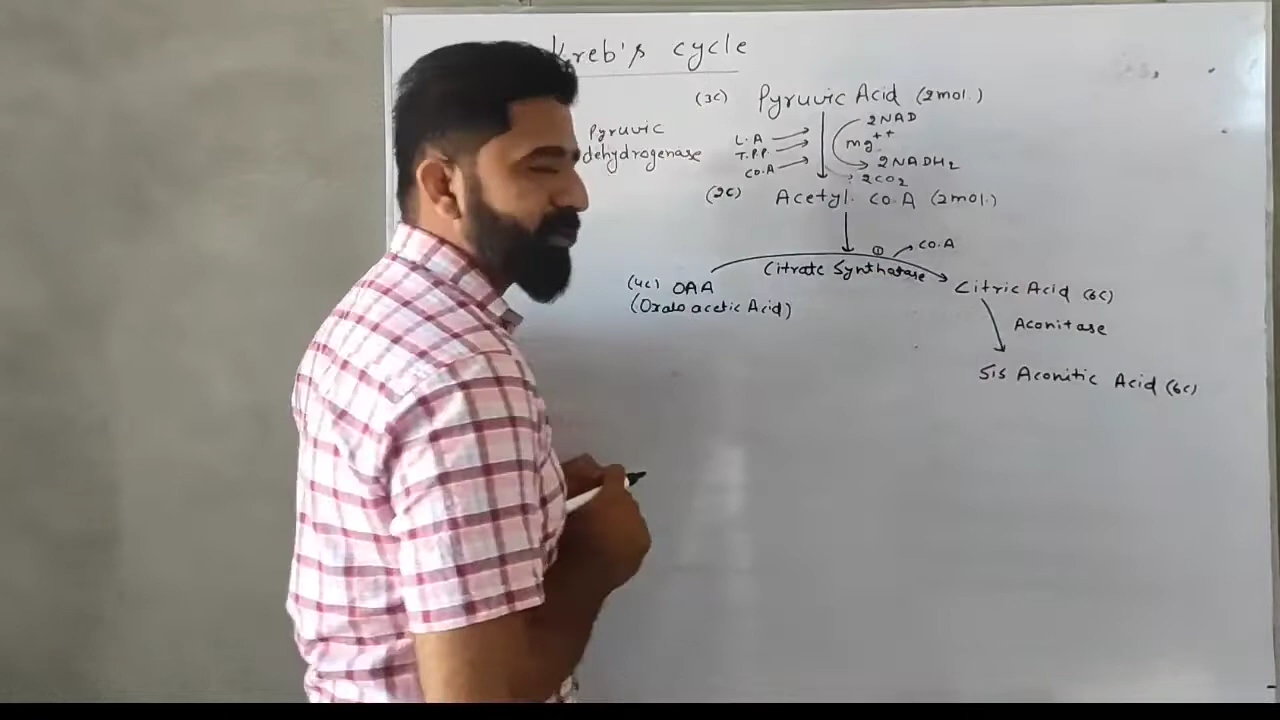 Kreb's cycle
(3C) Pyruvic Acid (2mol.)
2NAD
Pyruvic
dehydrogenase
L.A
mg++
T.P.P.
CO.A
2NADH2
2CO2
(2C) Acetyl. CO.A (2mol.)
① CO.A
Citrate Synthatase
(4C) OAA
(Oxalo acetic Acid)
Citric Acid (6C)
Aconitase
Sis Aconitic Acid (6C)